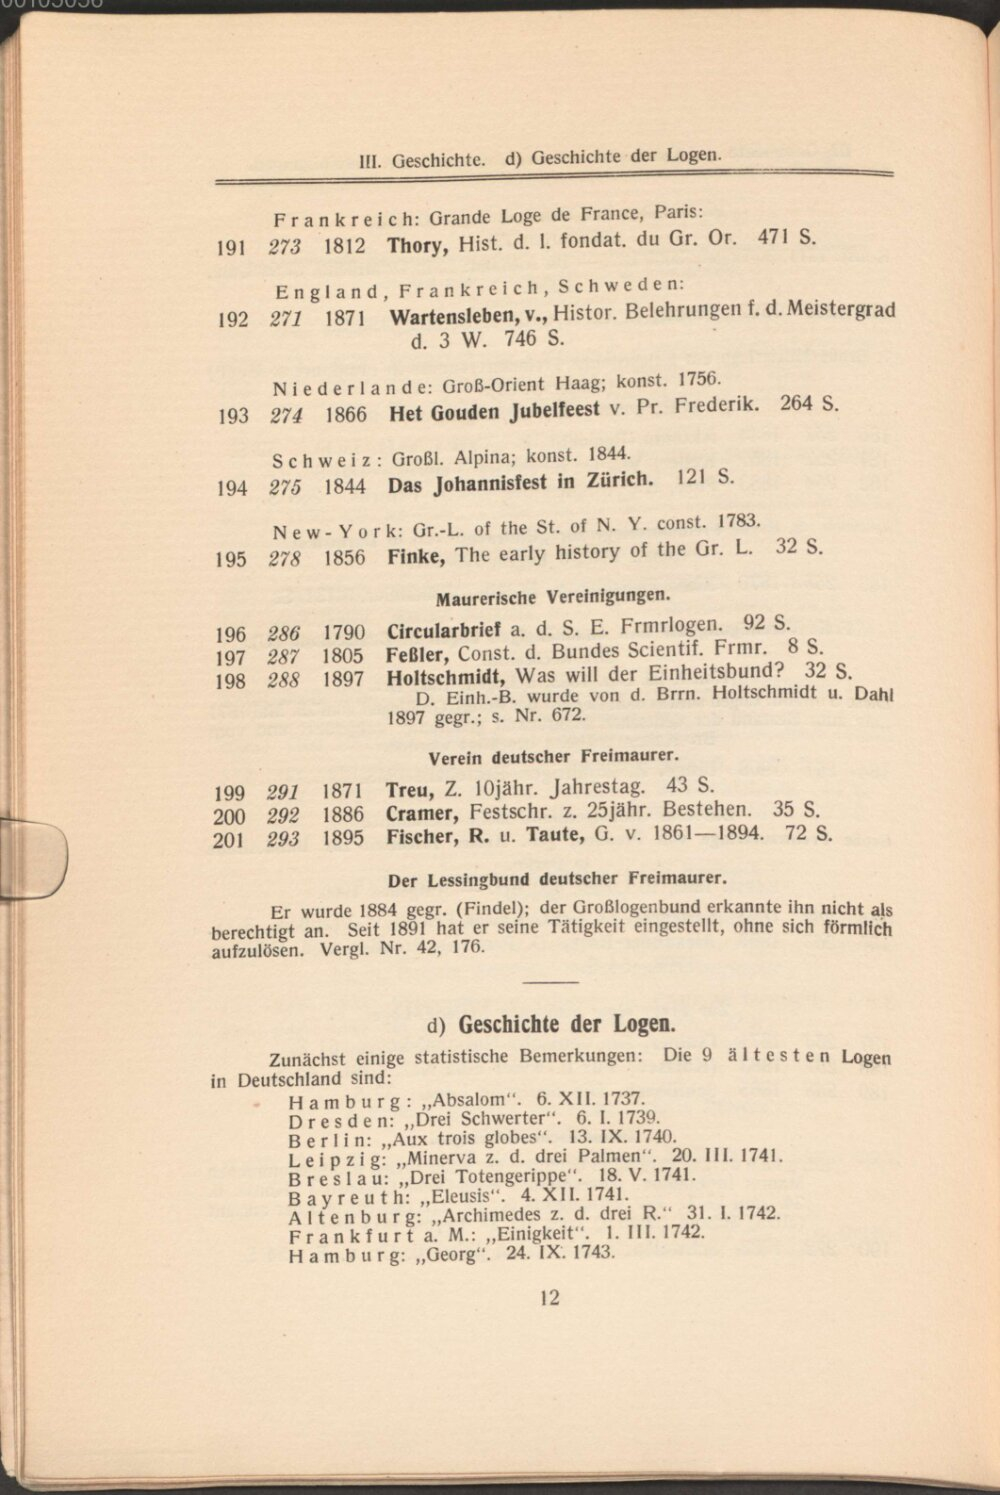 III. Geschichte. d) Geschichte der Logen.
Frankreich: Grande Loge de France, Paris:
191 273 1812 Thory, Hist. d. l. fondat. du Gr. Or. 471 S.
England, Frankreich, Schweden:
192 271 1871 Wartensleben, v., Histor. Belehrungen f. d. Meistergrad
d. 3 W. 746 S.
Niederlande: Groß-Orient Haag; konst. 1756.
193 274 1866 Het Gouden Jubelfeest v. Pr. Frederik. 264 S.
Schweiz: Großl. Alpina; konst. 1844.
194 275 1844 Das Johannisfest in Zürich. 121 S.
New-York: Gr.-L. of the St. of N. Y. const. 1783.
195 278 1856 Finke, The early history of the Gr. L. 32 S.
Maurerische Vereinigungen.
196 286 1790 Circularbrief a. d. S. E. Frmrlogen. 92 S.
197 287 1805 Feßler, Const. d. Bundes Scientif. Frmr. 8 S.
198 288 1897 Holtschmidt, Was will der Einheitsbund? 32 S.
D. Einh.-B. wurde von d. Brrn. Holtschmidt u. Dahl
1897 gegr.; s. Nr. 672.
Verein deutscher Freimaurer.
199 291 1871 Treu, Z. 10jähr. Jahrestag. 43 S.
200 292 1886 Cramer, Festschr. z. 25jähr. Bestehen. 35 S.
201 293 1895 Fischer, R. u. Taute, G. v. 1861—1894. 72 S.
Der Lessingbund deutscher Freimaurer.
Er wurde 1884 gegr. (Findel); der Großlogenbund erkannte ihn nicht als
berechtigt an. Seit 1891 hat er seine Tätigkeit eingestellt, ohne sich förmlich
aufzulösen. Vergl. Nr. 42, 176.
d) Geschichte der Logen.
Zunächst einige statistische Bemerkungen: Die 9 ältesten Logen
in Deutschland sind:
Hamburg: „Absalom“. 6. XII. 1737.
Dresden: „Drei Schwerter“. 6. I. 1739.
Berlin: „Aux trois globes“. 13. IX. 1740.
Leipzig: „Minerva z. d. drei Palmen“. 20. III. 1741.
Breslau: „Drei Totengerippe“. 18. V. 1741.
Bayreuth: „Eleusis“. 4. XII. 1741.
Altenburg: „Archimedes z. d. drei R.“ 31. I. 1742.
Frankfurt a. M.: „Einigkeit“. 1. III. 1742.
Hamburg: „Georg“. 24. IX. 1743.
12